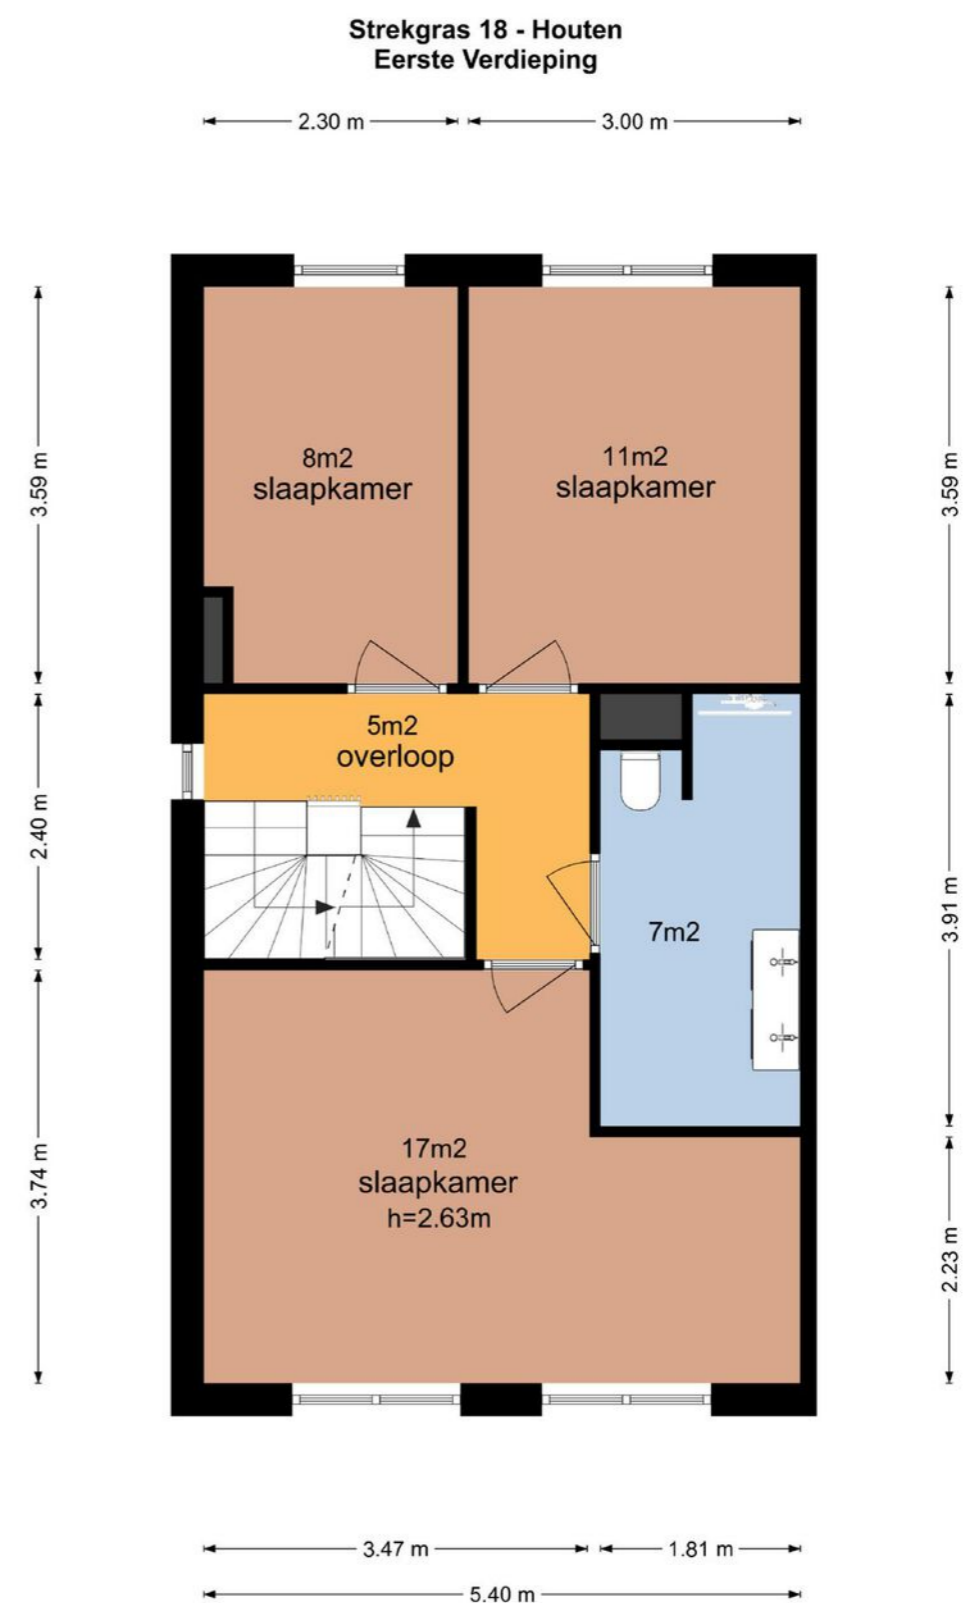 Strekgras 18 - Houten
Eerste Verdieping
2.30 m
3.00 m
3.59 m
3.59 m
8m2
slaapkamer
11m2
slaapkamer
5m2
overloop
2.40 m
3.91 m
7m2
3.74 m
17m2
slaapkamer
h=2.63m
2.23 m
3.47 m
1.81 m
5.40 m